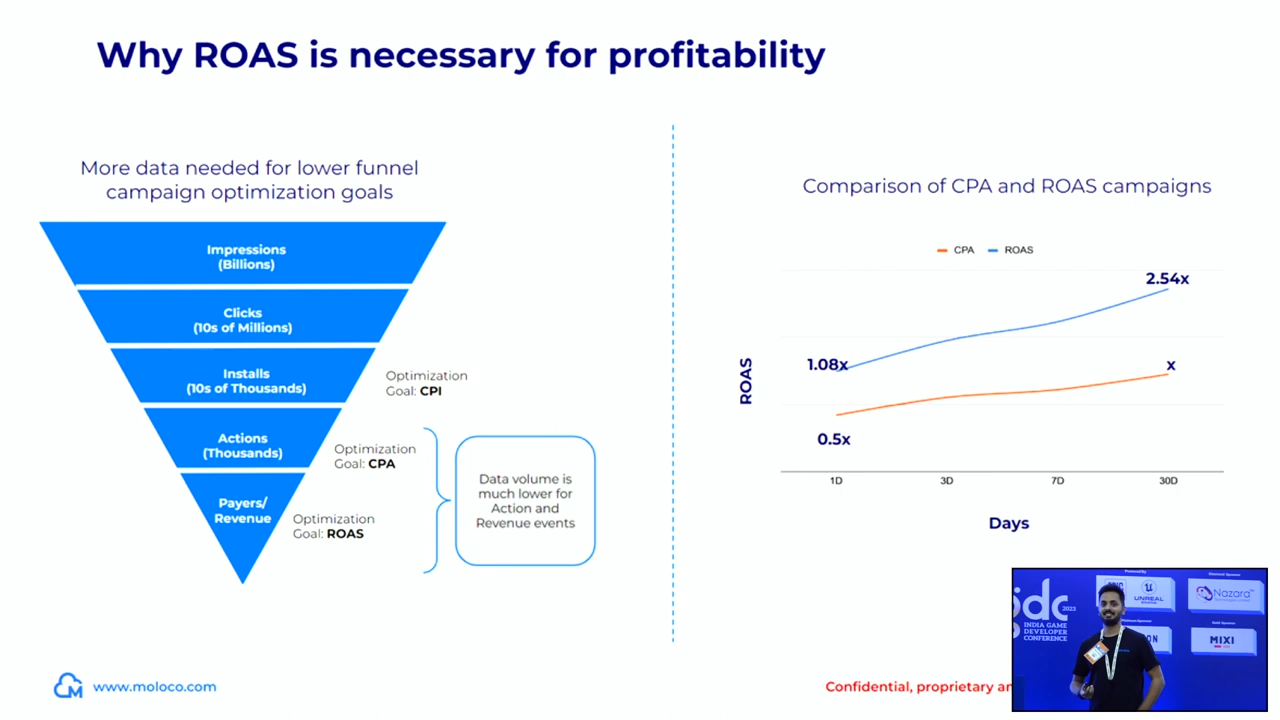 Why ROAS is necessary for profitability
More data needed for lower funnel
campaign optimization goals
Impressions
(Billions)
Clicks
(10s of Millions)
Installs
(10s of Thousands)
Optimization
Goal: CPI
Actions
(Thousands)
Optimization
Goal: CPA
Payers/
Revenue
Optimization
Goal: ROAS
Data volume is
much lower for
Action and
Revenue events
Comparison of CPA and ROAS campaigns
CPA
ROAS
2.54x
1.08x
x
0.5x
ROAS
1D
3D
7D
30D
Days
M
www.moloco.com
Confidential, proprietary
2023
INDIA GAME
DEVELOPER
CONFERENCE
UNREAL
Nazara
MIXI